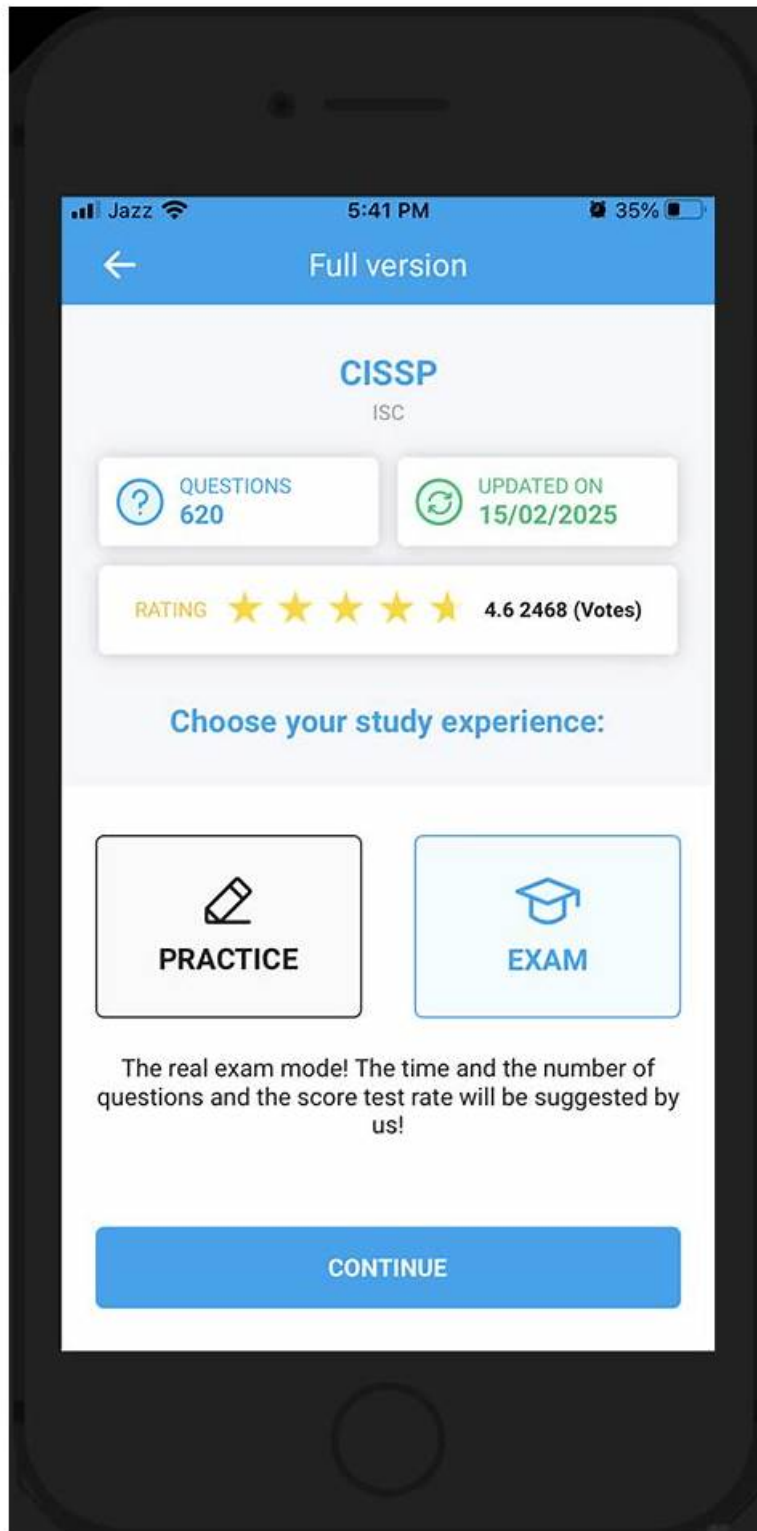 Jazz 5:41 PM 35%
Full version
CISSP
ISC
QUESTIONS
620
UPDATED ON
15/02/2025
RATING 4.6 2468 (Votes)
Choose your study experience:
PRACTICE
EXAM
The real exam mode! The time and the number of
questions and the score test rate will be suggested by
us!
CONTINUE